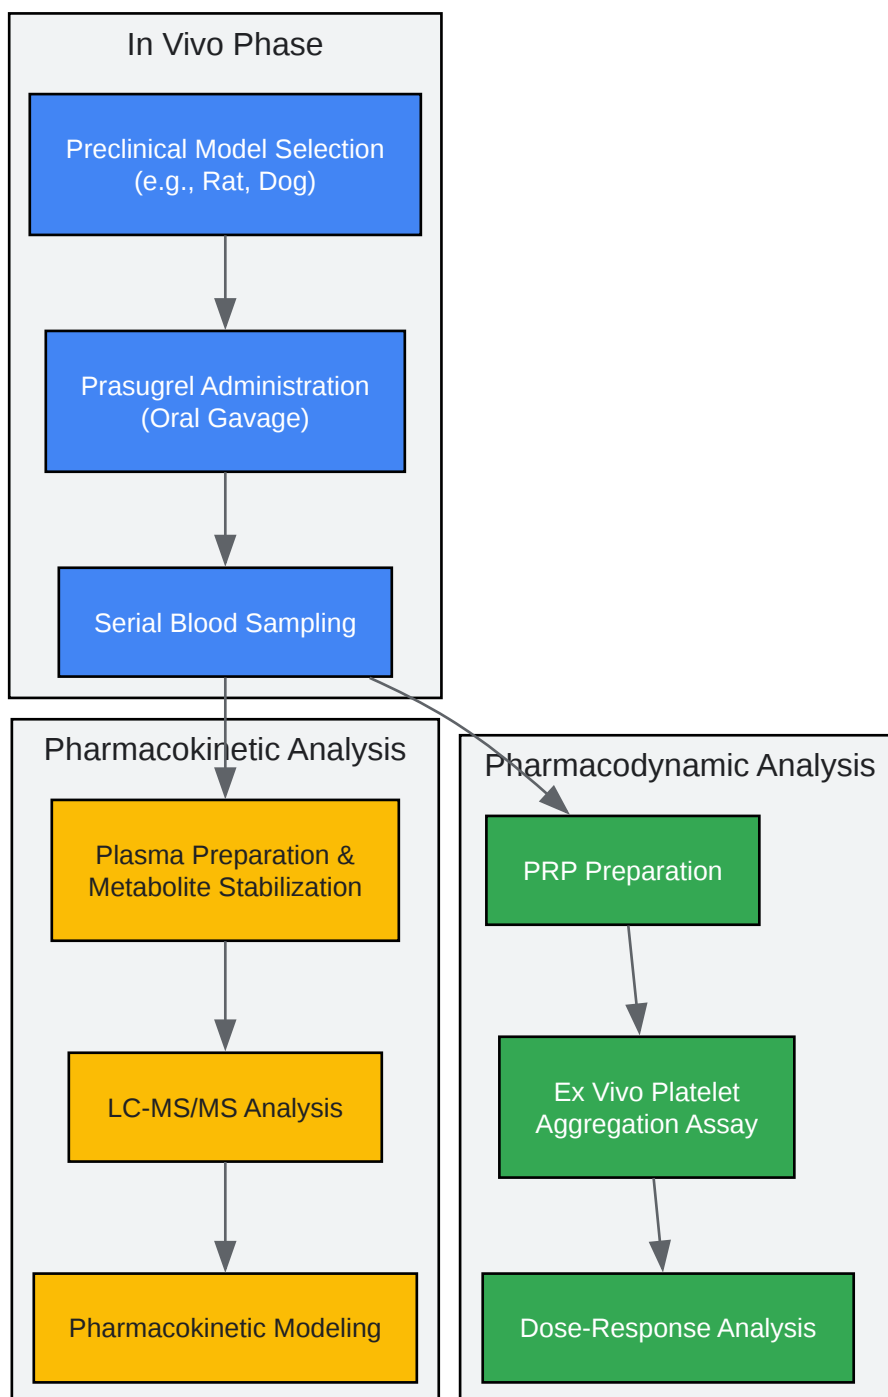 In Vivo Phase
Preclinical Model Selection
(e.g., Rat, Dog)
Prasugrel Administration
(Oral Gavage)
Serial Blood Sampling
Pharmacokinetic Analysis
Plasma Preparation &
Metabolite Stabilization
LC-MS/MS Analysis
Pharmacokinetic Modeling
Pharmacodynamic Analysis
PRP Preparation
Ex Vivo Platelet
Aggregation Assay
Dose-Response Analysis